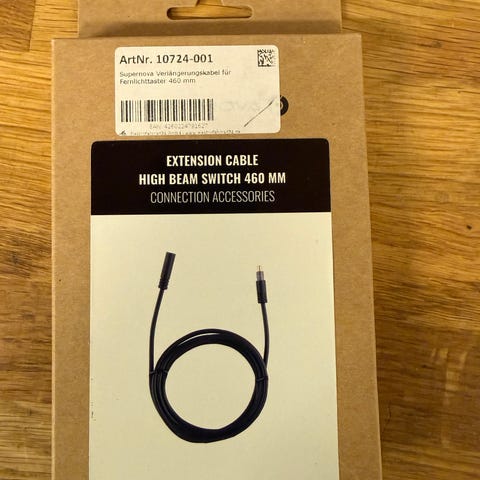 ArtNr. 10724-001
Supernova Verlängerungskabel für
Fernlichttaster 460 mm
EXTENSION CABLE
HIGH BEAM SWITCH 460 MM
CONNECTION ACCESSORIES